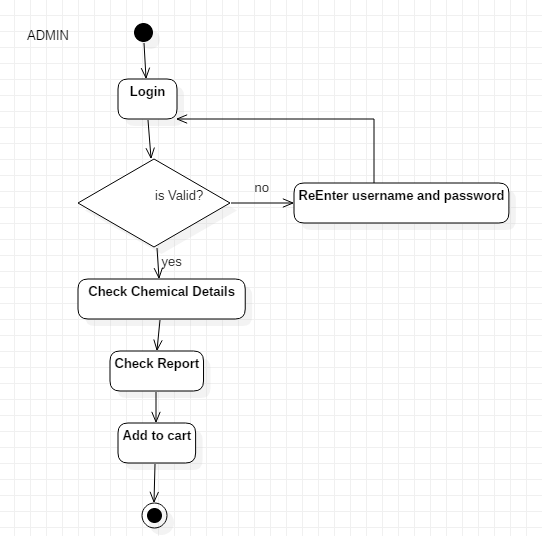 ADMIN
Login
is Valid?
no
ReEnter username and password
yes
Check Chemical Details
Check Report
Add to cart